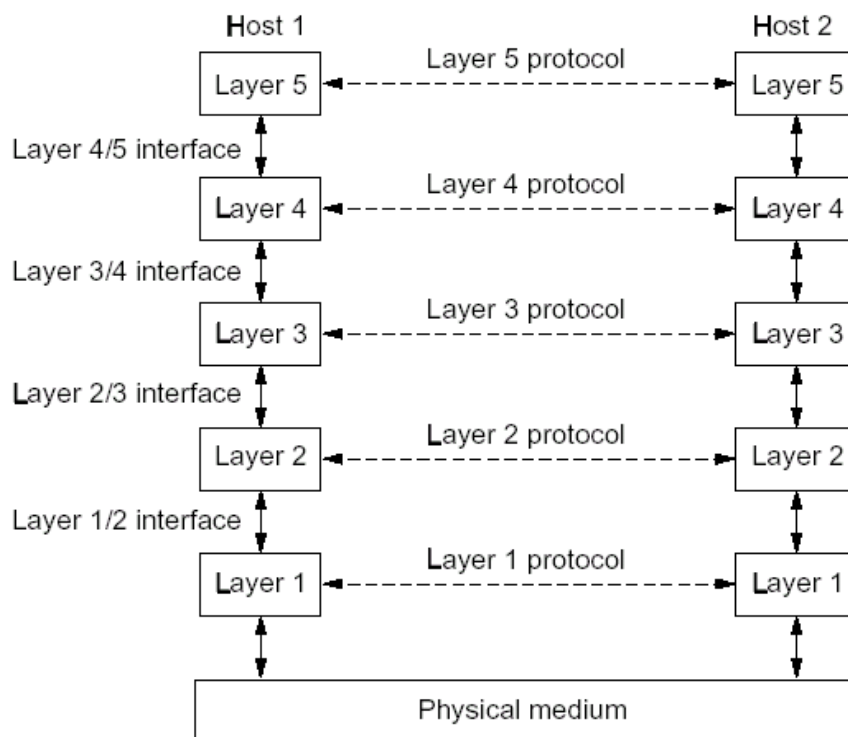 Host 1
Host 2
Layer 5 protocol
Layer 5
Layer 5
Layer 4/5 interface
Layer 4 protocol
Layer 4
Layer 4
Layer 3/4 interface
Layer 3 protocol
Layer 3
Layer 3
Layer 2/3 interface
Layer 2 protocol
Layer 2
Layer 2
Layer 1/2 interface
Layer 1 protocol
Layer 1
Layer 1
Physical medium